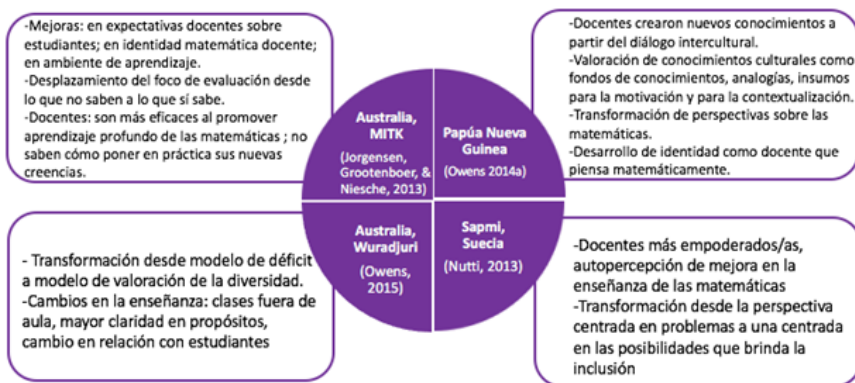 -Mejoras: en expectativas docentes sobre
estudiantes; en identidad matemática docente;
en ambiente de aprendizaje.
-Desplazamiento del foco de evaluación desde
lo que no saben a lo que sí sabe.
-Docentes: son más eficaces al promover
aprendizaje profundo de las matemáticas ; no
saben cómo poner en práctica sus nuevas
creencias.
-Docentes crearon nuevos conocimientos a
partir del diálogo intercultural.
-Valoración de conocimientos culturales como
fondos de conocimientos, analogías, insumos
para la motivación y para la contextualización.
-Transformación de perspectivas sobre las
matemáticas.
-Desarrollo de identidad como docente que
piensa matemáticamente.
Australia,
MITK
(Jorgensen,
Grootenboer, &
Niesche, 2013)
Papúa Nueva
Guinea
(Owens 2014a)
Australia,
Wuradjuri
(Owens,
2015)
Sapmi,
Suecia
(Nutti, 2013)
- Transformación desde modelo de déficit
a modelo de valoración de la diversidad.
-Cambios en la enseñanza: clases fuera de
aula, mayor claridad en propósitos,
cambio en relación con estudiantes
-Docentes más empoderados/as,
autopercepción de mejora en la
enseñanza de las matemáticas
-Transformación desde la perspectiva
centrada en problemas a una centrada
en las posibilidades que brinda la
inclusión